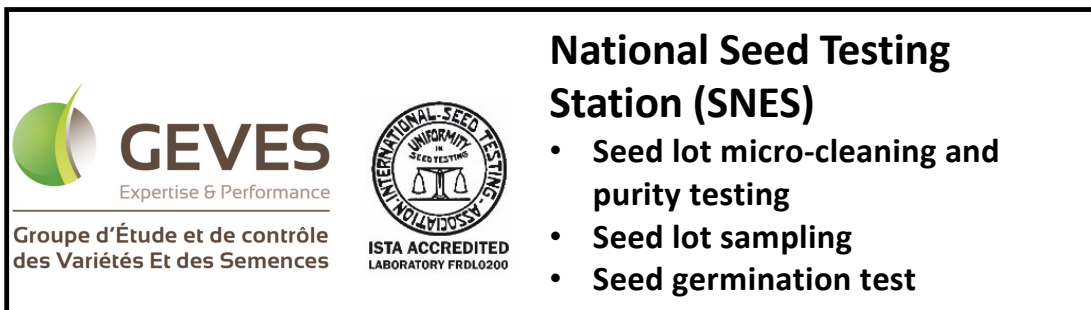 GEVES
Expertise & Performance
Groupe d'Étude et de contrôle
des Variétés Et des Semences
INTERNATIONAL-SEED TESTING-ASSOCIATION-
UNIFORMITY
IN
SEED TESTING
ISTA ACCREDITED
LABORATORY FRDL0200
National Seed Testing
Station (SNES)
• Seed lot micro-cleaning and
purity testing
• Seed lot sampling
• Seed germination test